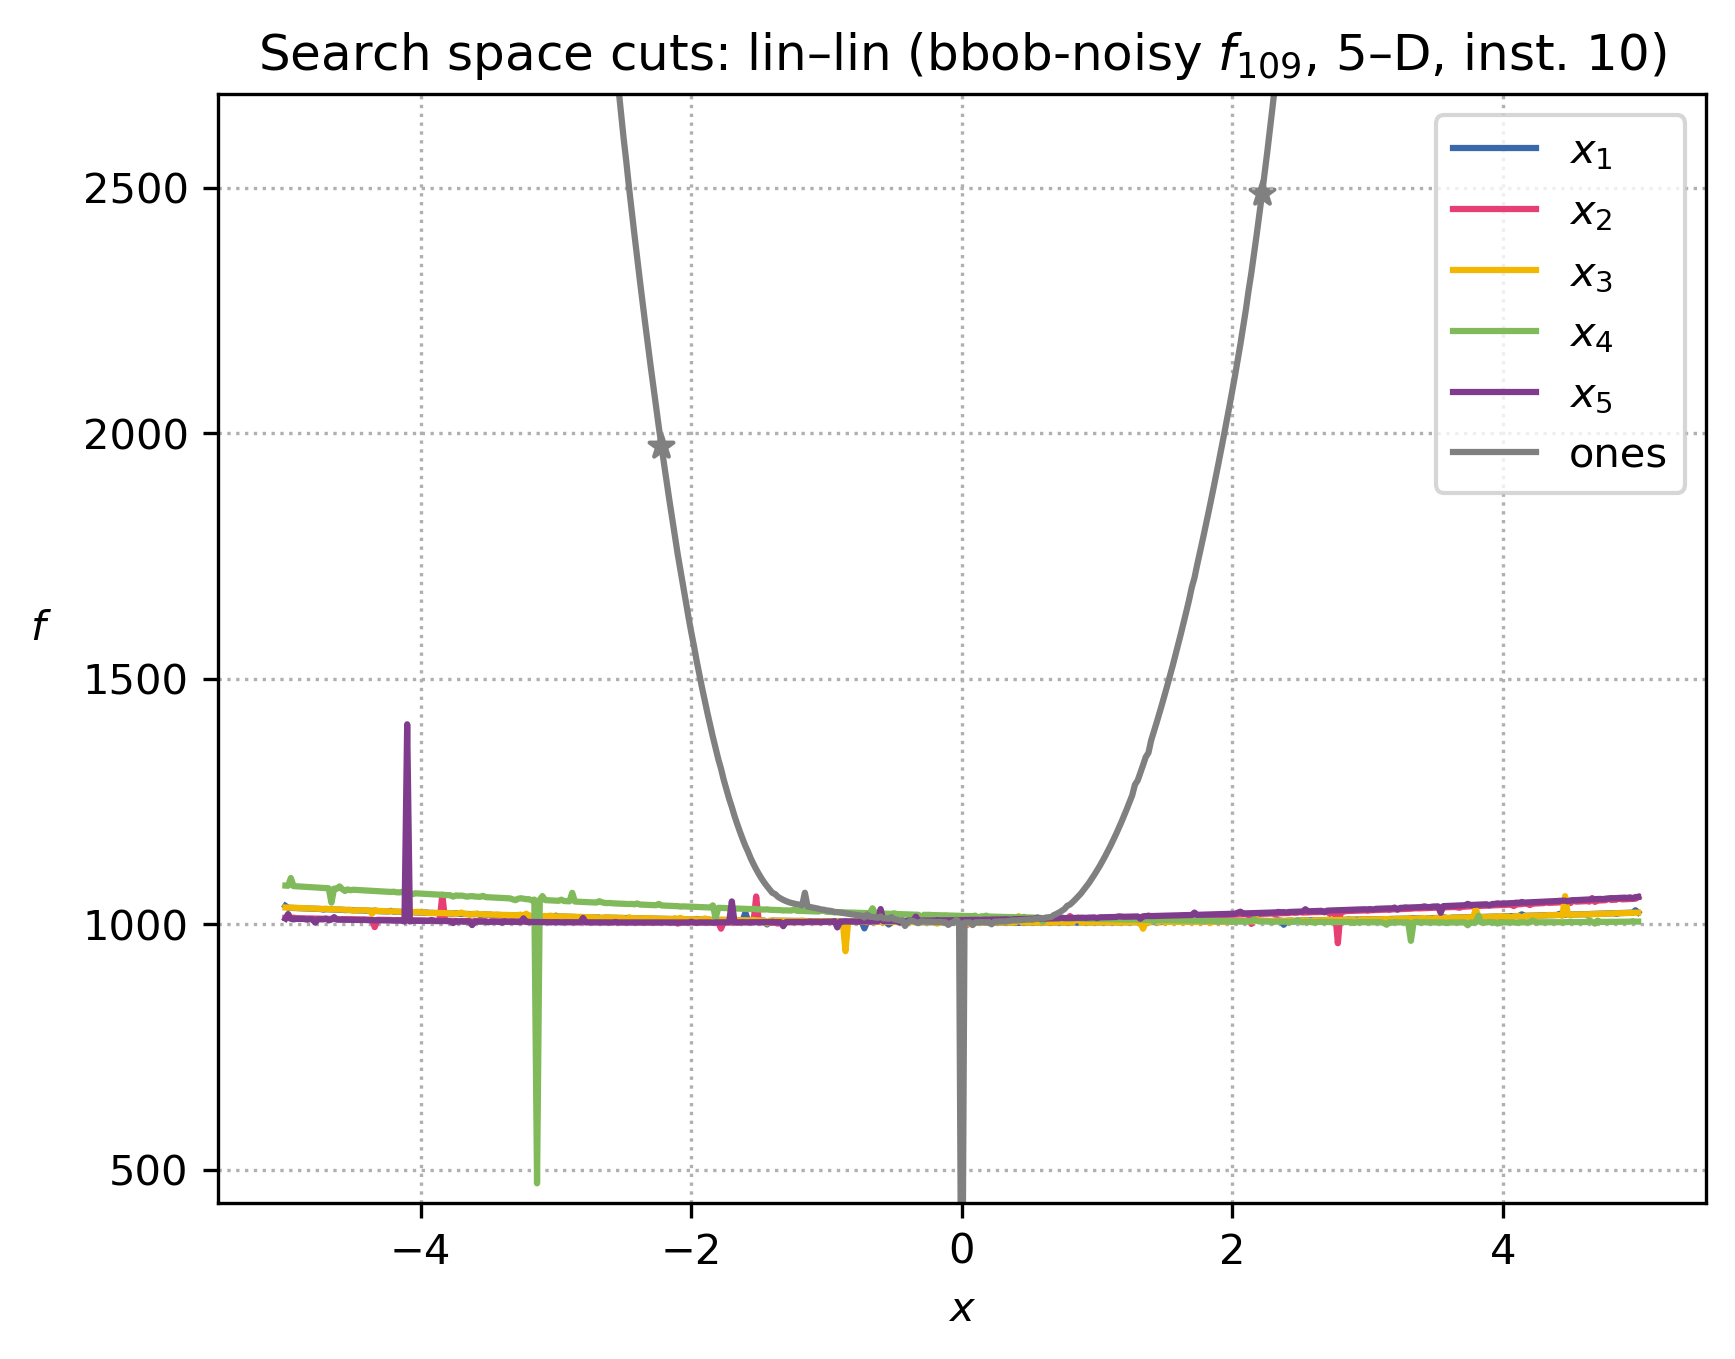 Search space cuts: lin–lin (bbob-noisy f₁₀₉, 5–D, inst. 10)
x₁
x₂
x₃
x₄
x₅
ones
2500
2000
1500
1000
500
f
−4
−2
0
2
4
x